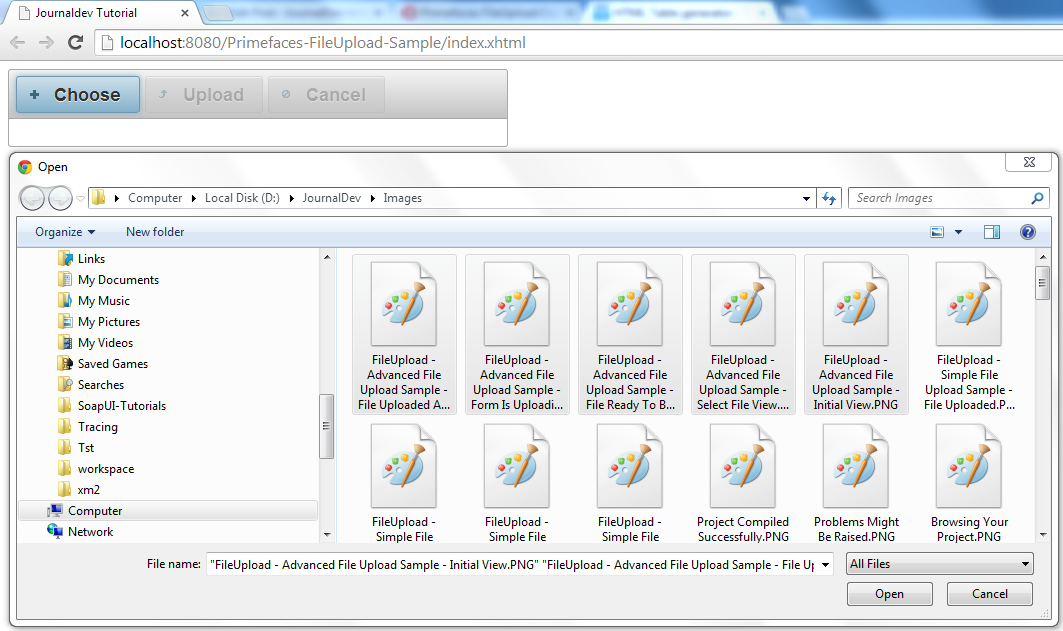 Journaldev Tutorial
localhost:8080/Primefaces-FileUpload-Sample/index.xhtml
Choose
Upload
Cancel
Open
Computer
Local Disk (D:)
JournalDev
Images
Search Images
Organize
New folder
Links
My Documents
My Music
My Pictures
My Videos
Saved Games
Searches
SoapUI-Tutorials
Tracing
Tst
workspace
xm2
Computer
Network
FileUpload -
Advanced File
Upload Sample -
File Uploaded A...
FileUpload -
Advanced File
Upload Sample -
Form Is Uploadi...
FileUpload -
Advanced File
Upload Sample -
File Ready To B...
FileUpload -
Advanced File
Upload Sample -
Select File View....
FileUpload -
Advanced File
Upload Sample -
Initial View.PNG
FileUpload -
Simple File
Upload Sample -
File Uploaded.P...
FileUpload -
Simple File
FileUpload -
Simple File
FileUpload -
Simple File
Project Compiled
Successfully.PNG
Problems Might
Be Raised.PNG
Browsing Your
Project.PNG
File name:
"FileUpload - Advanced File Upload Sample - Initial View.PNG" "FileUpload - Advanced File Upload Sample - File Up
All Files
Open
Cancel